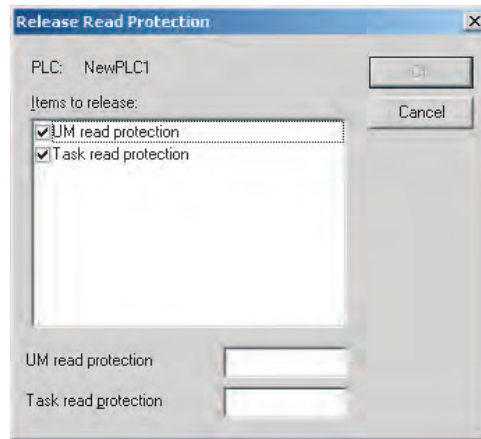 Release Read Protection
PLC: NewPLC1
Items to release:
UM read protection
Task read protection
Cancel
UM read protection
Task read protection